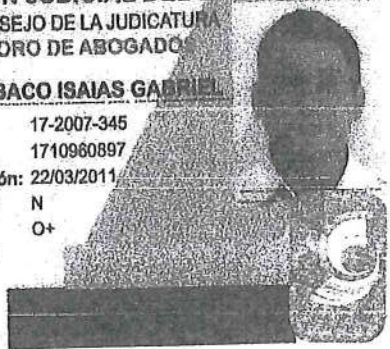 SEJO DE LA JUDICATURA
ORO DE ABOGADOS
BACO ISAIAS GABRIEL
17-2007-345
1710960897
ón: 22/03/2011
N
O+